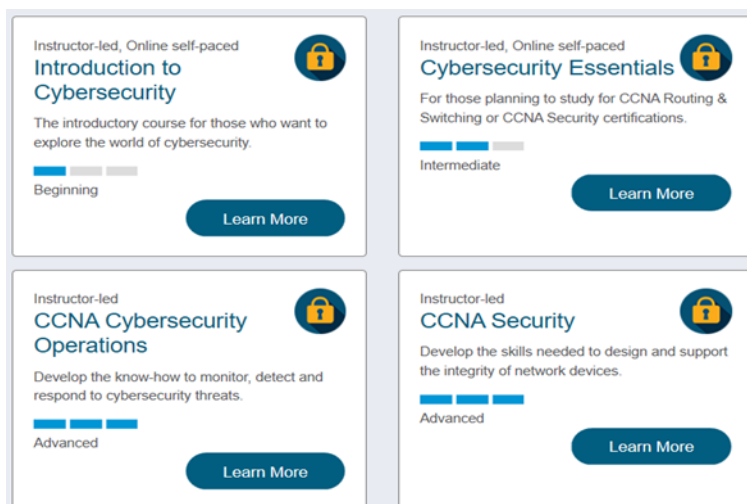 Instructor-led, Online self-paced
Introduction to
Cybersecurity
The introductory course for those who want to
explore the world of cybersecurity.
Beginning
Learn More
Instructor-led, Online self-paced
Cybersecurity Essentials
For those planning to study for CCNA Routing &
Switching or CCNA Security certifications.
Intermediate
Learn More
Instructor-led
CCNA Cybersecurity
Operations
Develop the know-how to monitor, detect and
respond to cybersecurity threats.
Advanced
Learn More
Instructor-led
CCNA Security
Develop the skills needed to design and support
the integrity of network devices.
Advanced
Learn More